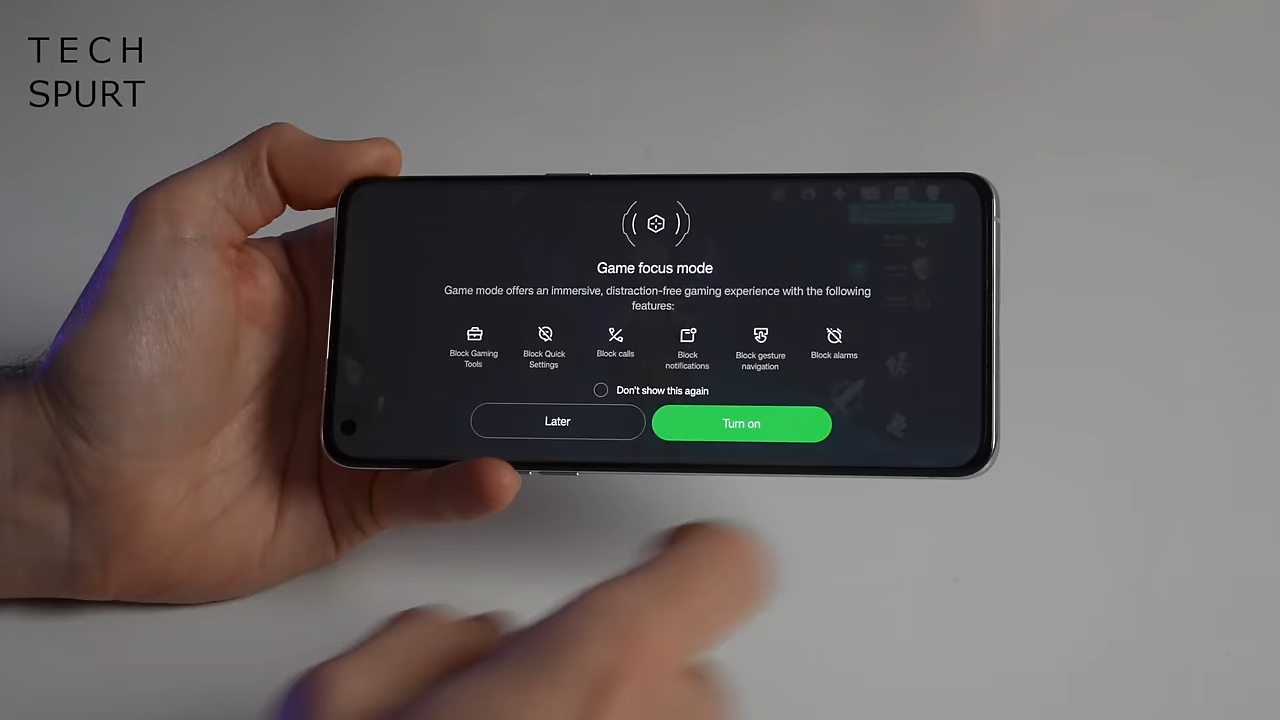 TECH
SPURT
Game focus mode
Game mode offers an immersive, distraction-free gaming experience with the following
features:
Block Gaming
Tools
Block Quick
Settings
Block calls
Block
notifications
Block gesture
navigation
Block alarms
Don't show this again
Later
Turn on